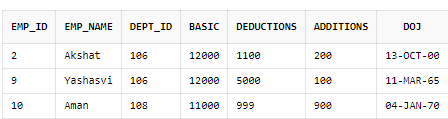 EMP_ID EMP_NAME DEPT_ID BASIC DEDUCTIONS ADDITIONS DOJ
2 Akshat 106 12000 1100 200 13-OCT-00
9 Yashasvi 106 12000 5000 100 11-MAR-65
10 Aman 108 11000 999 900 04-JAN-70